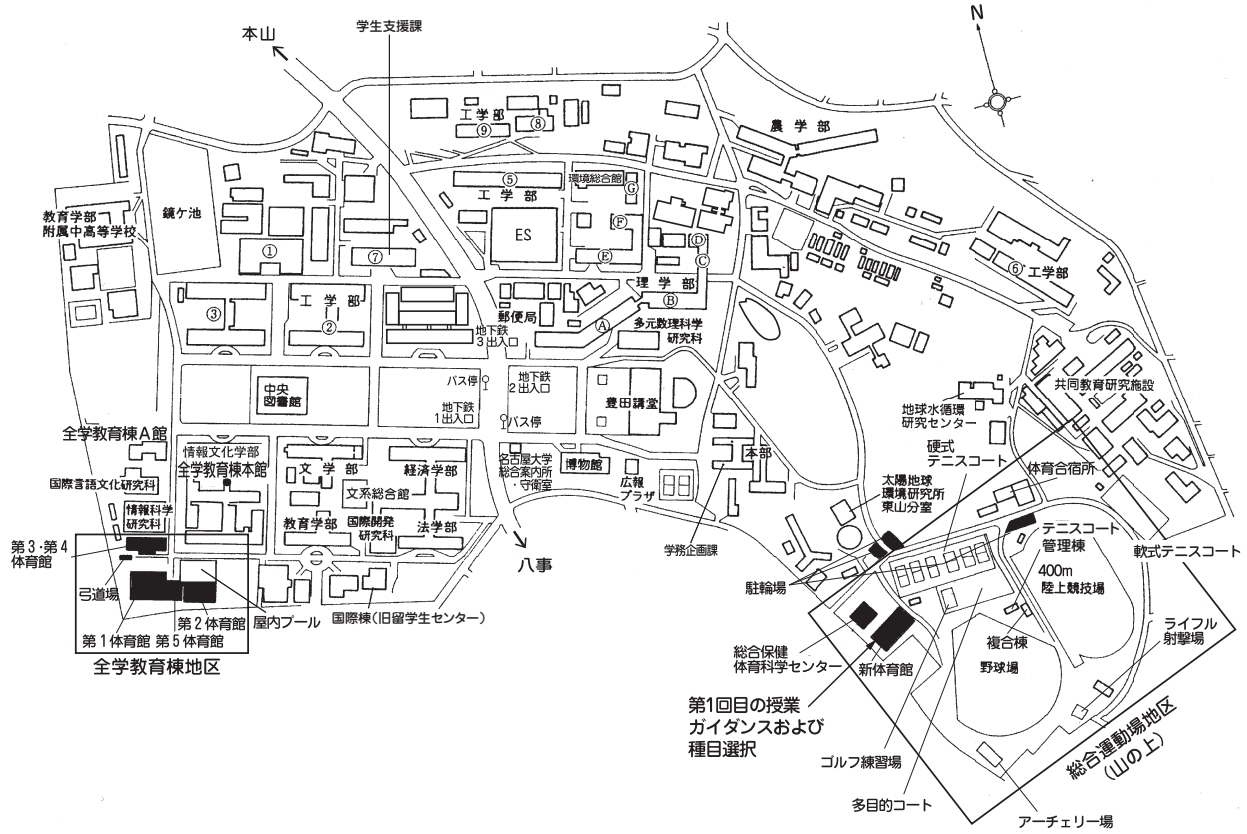 本山
学生支援課
N
工学部
⑨
⑧
農学部
⑤
工学部
環境総合館
G
教育学部
附属中高等学校
鏡ケ池
ES
F
①
⑦
E
D
C
⑥
工学部
理学部
B
③
工学部
②
郵便局
A
多元数理科学
研究科
地下鉄
3出入口
共同教育研究施設
中央
図書館
バス停
地下鉄
2出入口
地下鉄
1出入口
バス停
豊田講堂
地球水循環
研究センター
硬式
テニスコート
全学教育棟A館
情報文化学部
全学教育棟本館
文学部
経済学部
名古屋大学
総合案内所
・守衛室
博物館
広報
プラザ
本部
体育合宿所
国際言語文化研究科
文系総合館
太陽地球
環境研究所
東山分室
情報科学
研究科
教育学部
国際開発
研究科
法学部
第3・第4
体育館
八事
学務企画課
テニスコート
管理棟
軟式テニスコート
弓道場
駐輪場
400m
陸上競技場
第1体育館
第5体育館
第2体育館
屋内プール
国際棟(旧留学生センター)
全学教育棟地区
総合保健
体育科学センター
新体育館
複合棟
野球場
ライフル
射撃場
第1回目の授業
ガイダンスおよび
種目選択
総合運動場地区
(山の上)
ゴルフ練習場
多目的コート
アーチェリー場